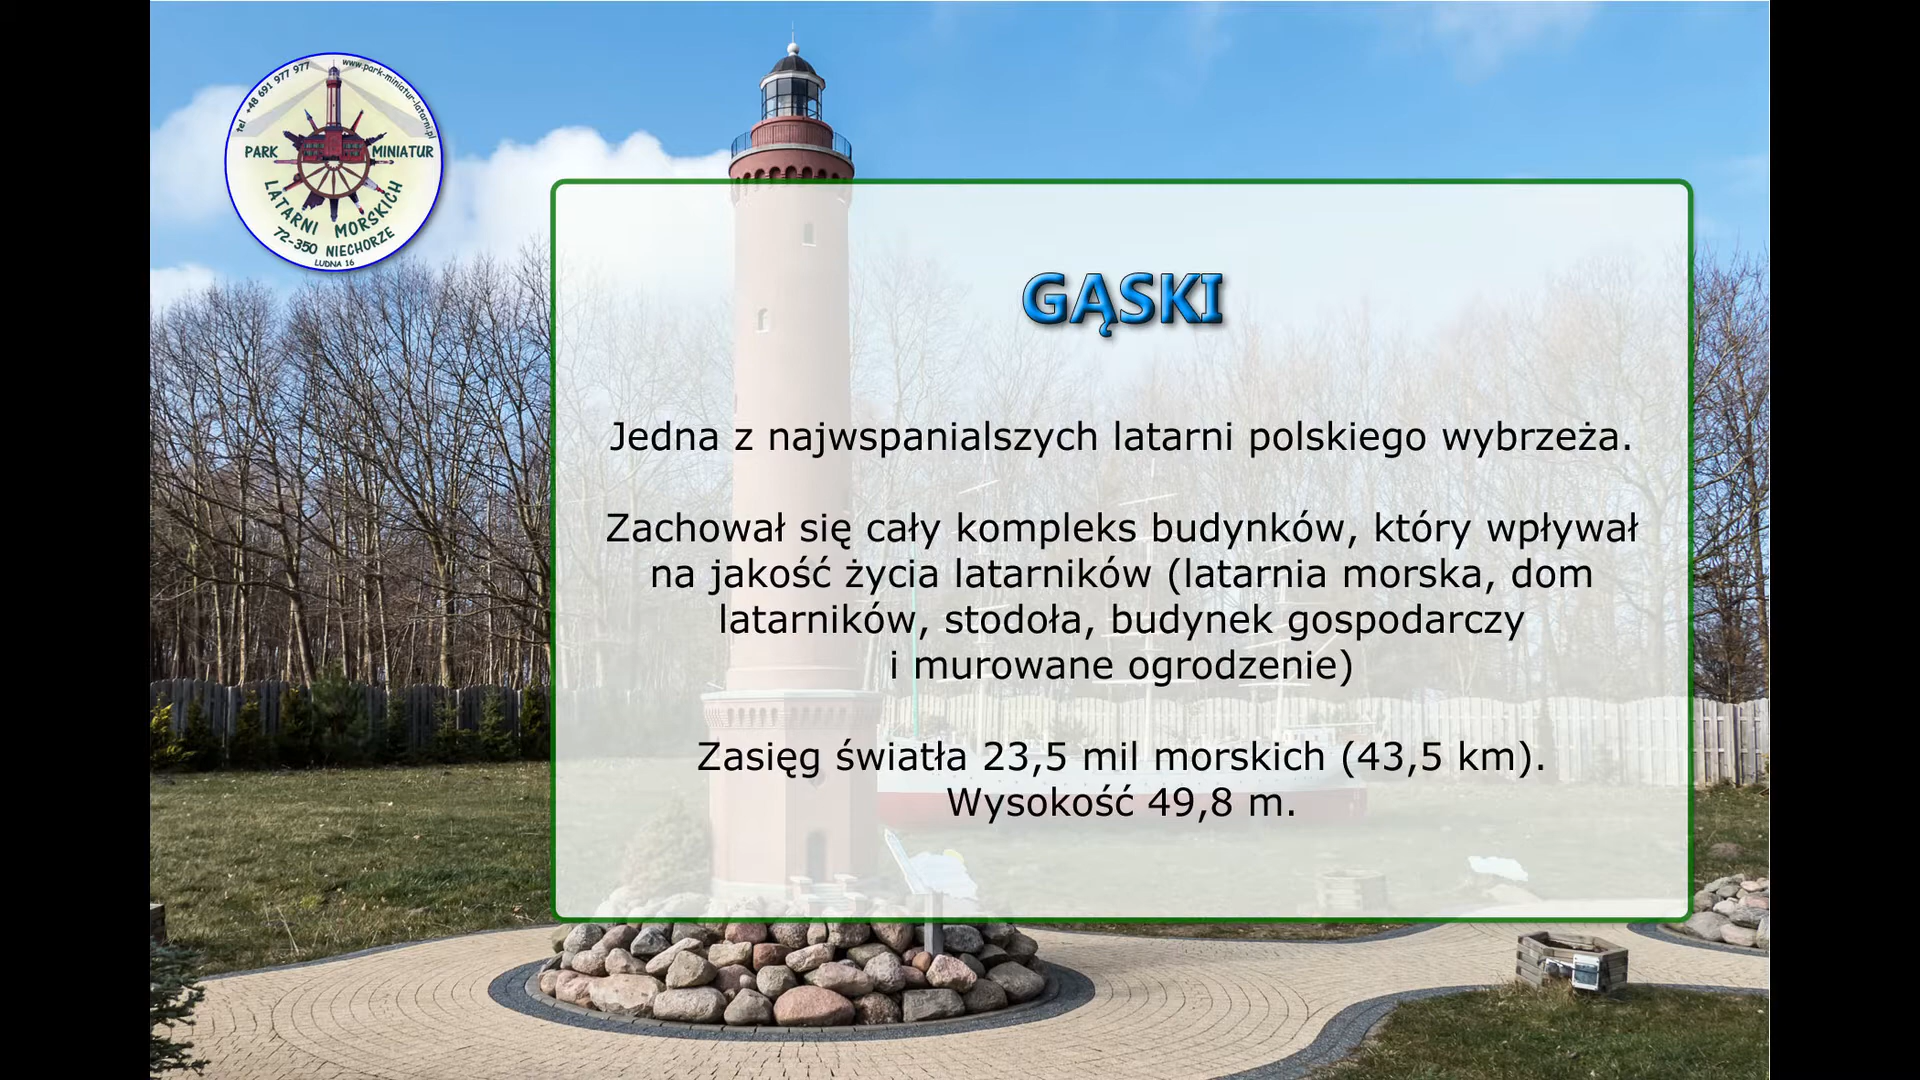 tel +48 691 977 977
www.park-miniatur-latarni.pl
PARK MINIATUR
LATARNI MORSKICH
72-350 NIECHORZE
LUDNA 16
GĄSKI
Jedna z najwspanialszych latarni polskiego wybrzeża.
Zachował się cały kompleks budynków, który wpływał
na jakość życia latarników (latarnia morska, dom
latarników, stodoła, budynek gospodarczy
i murowane ogrodzenie)
Zasięg światła 23,5 mil morskich (43,5 km).
Wysokość 49,8 m.